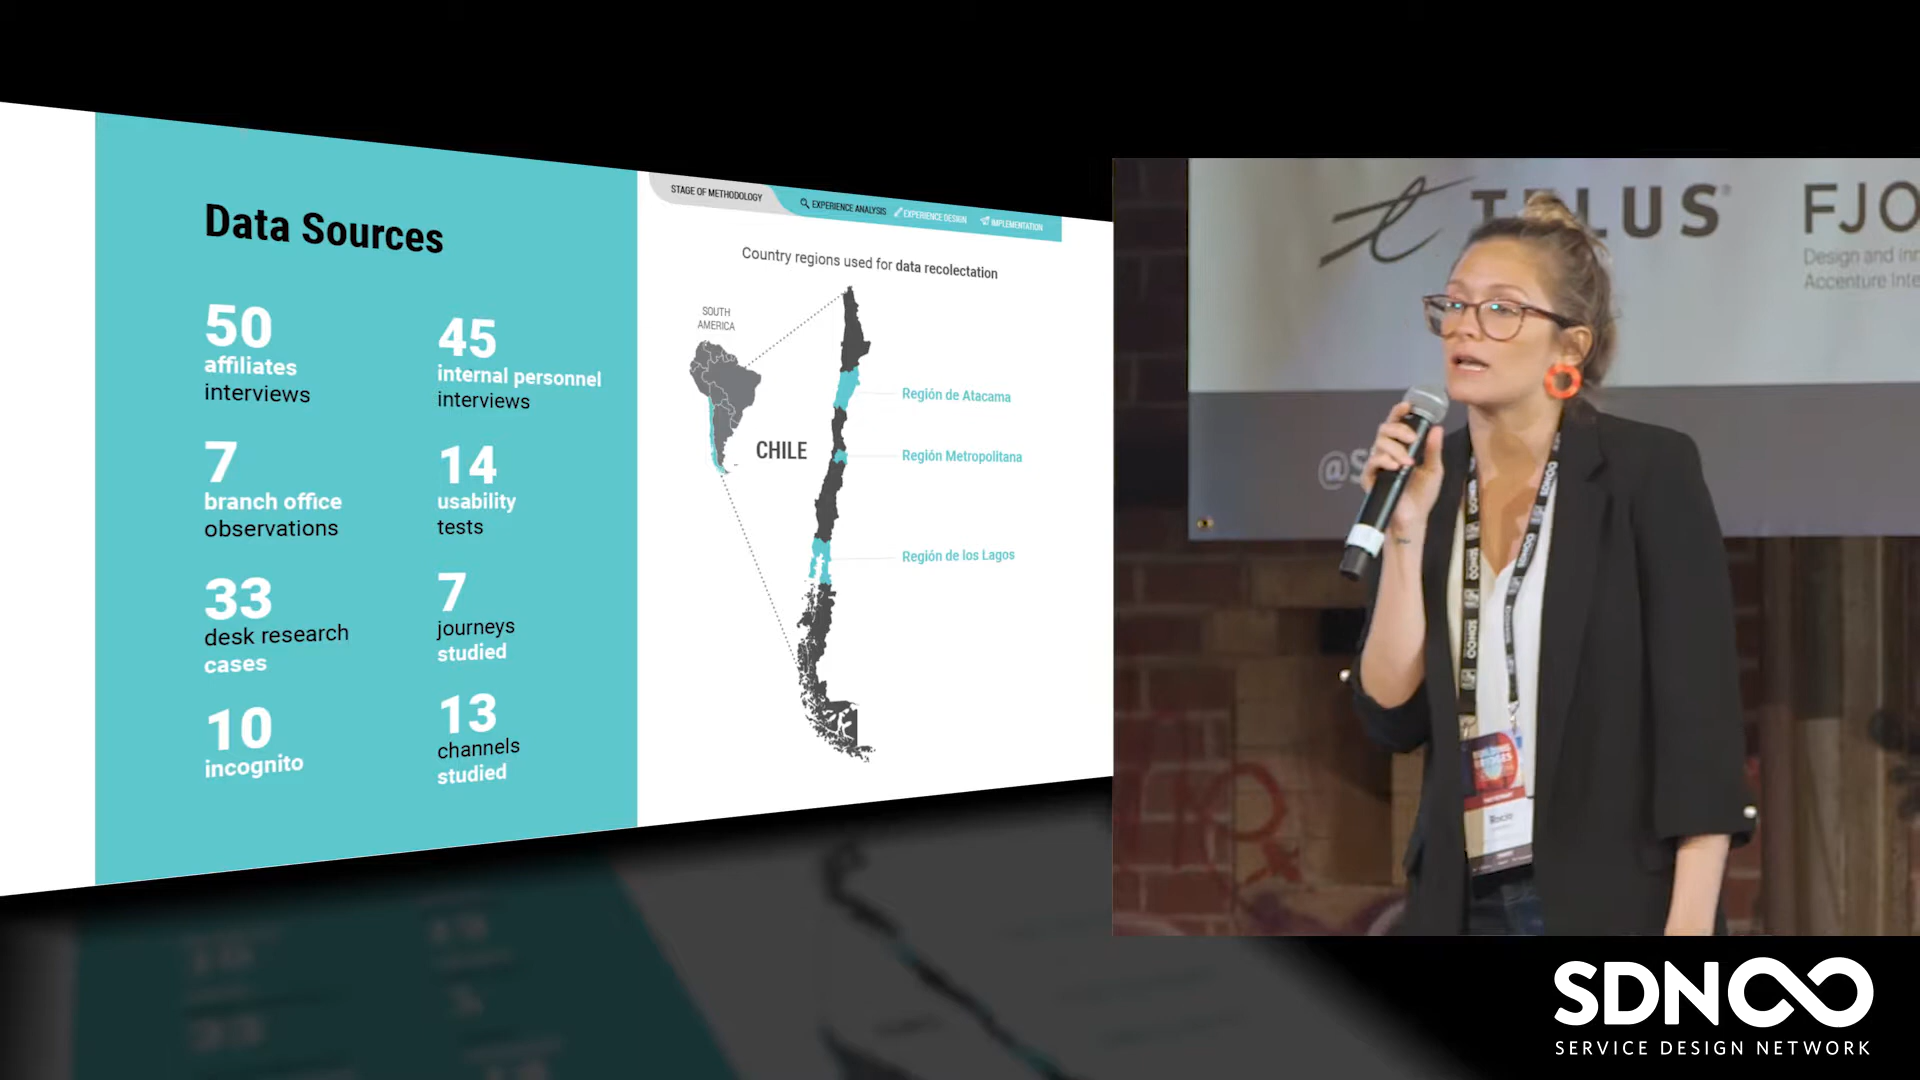 Data Sources
50
affiliates
interviews
45
internal personnel
interviews
7
branch office
observations
14
usability
tests
33
desk research
cases
7
journeys
studied
10
incognito
13
channels
studied
STAGE OF METHODOLOGY
EXPERIENCE ANALYSIS
EXPERIENCE DESIGN
IMPLEMENTATION
Country regions used for data recolectation
SOUTH
AMERICA
CHILE
Región de Atacama
Región Metropolitana
Región de los Lagos
TELUS
FJO
Design and Inn
Accenture Inte
@S
BUILDING
BRIDGES
Rocío
SDN
SERVICE DESIGN NETWORK